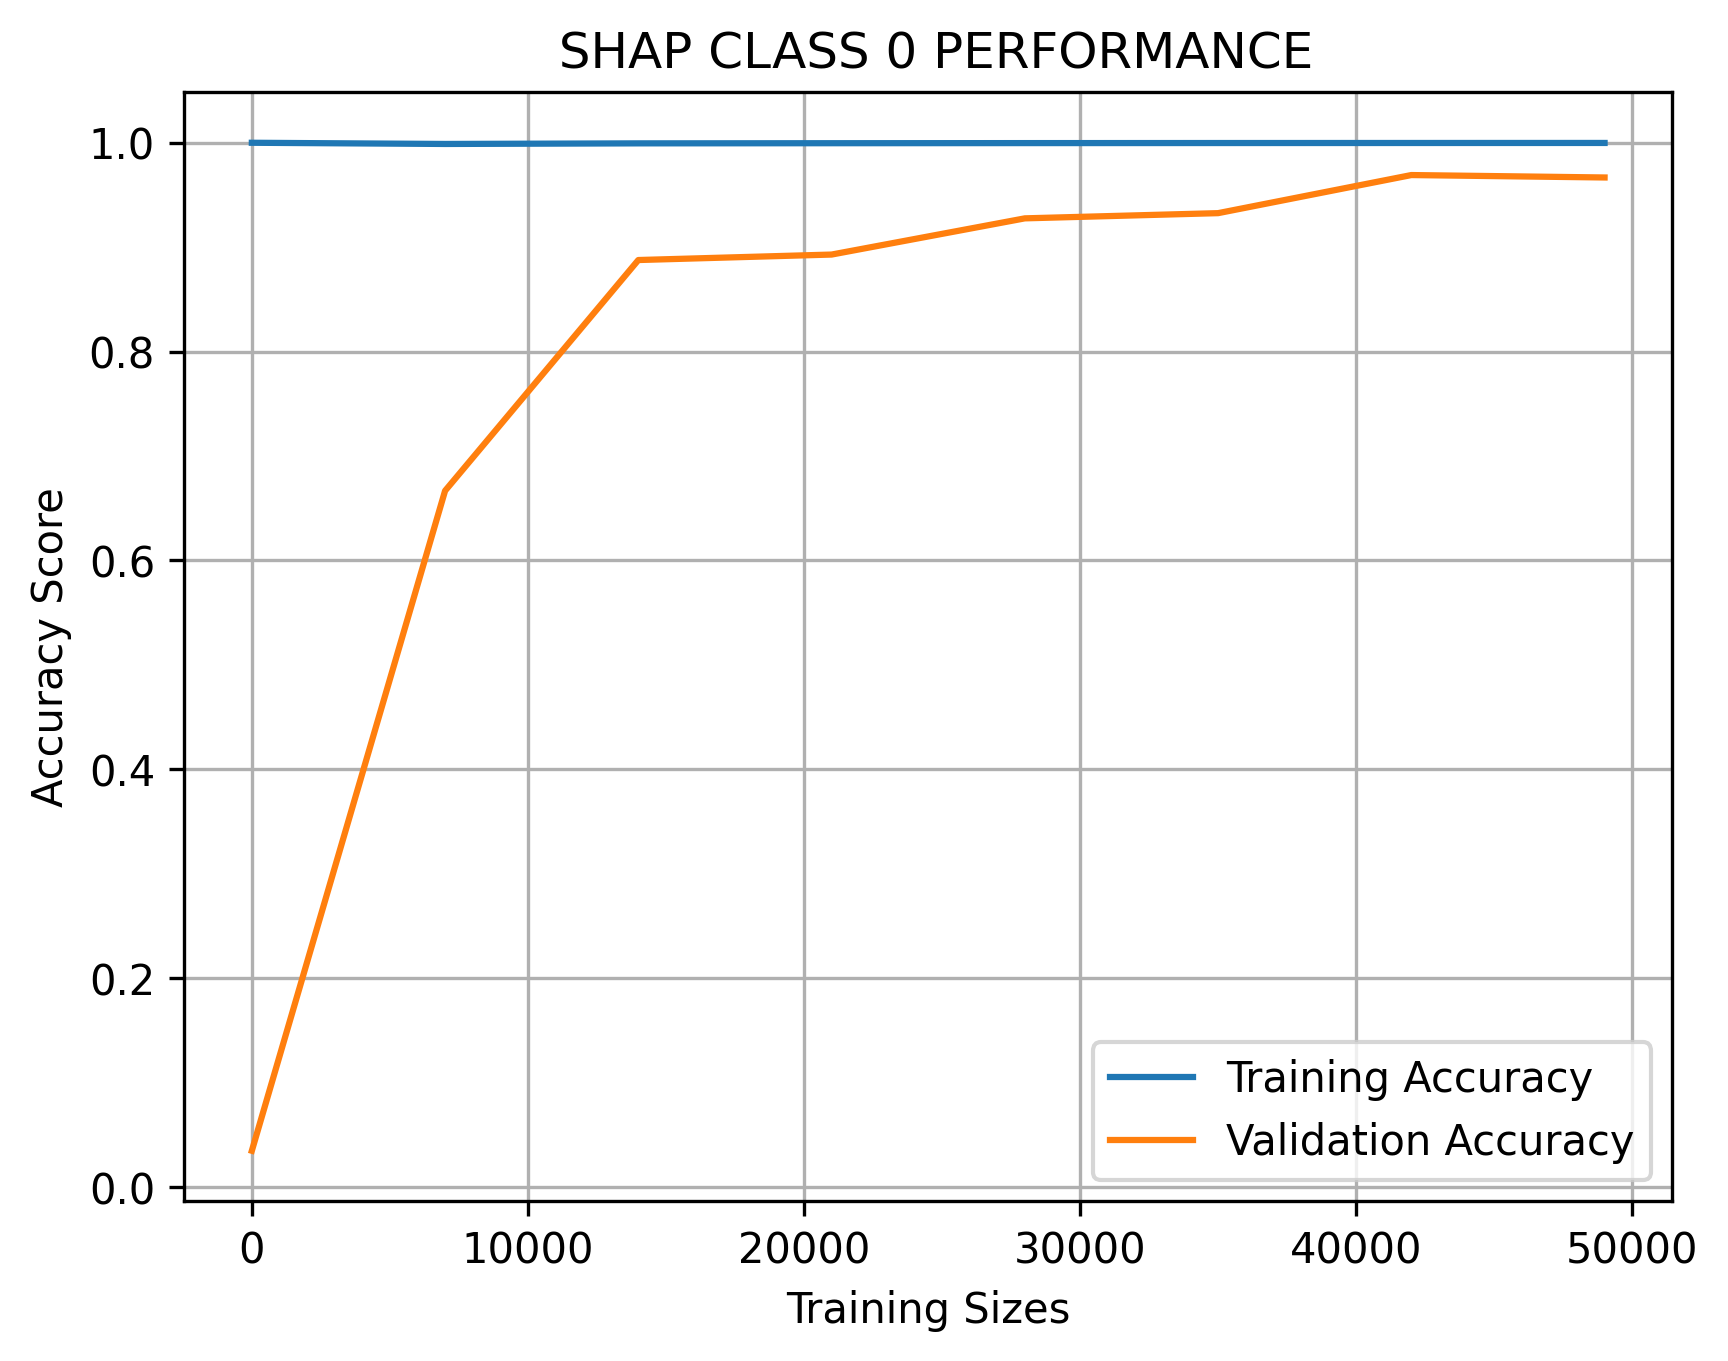 SHAP CLASS 0 PERFORMANCE
1.0
0.8
0.6
0.4
0.2
0.0
Accuracy Score
Training Accuracy
Validation Accuracy
0 10000 20000 30000 40000 50000
Training Sizes